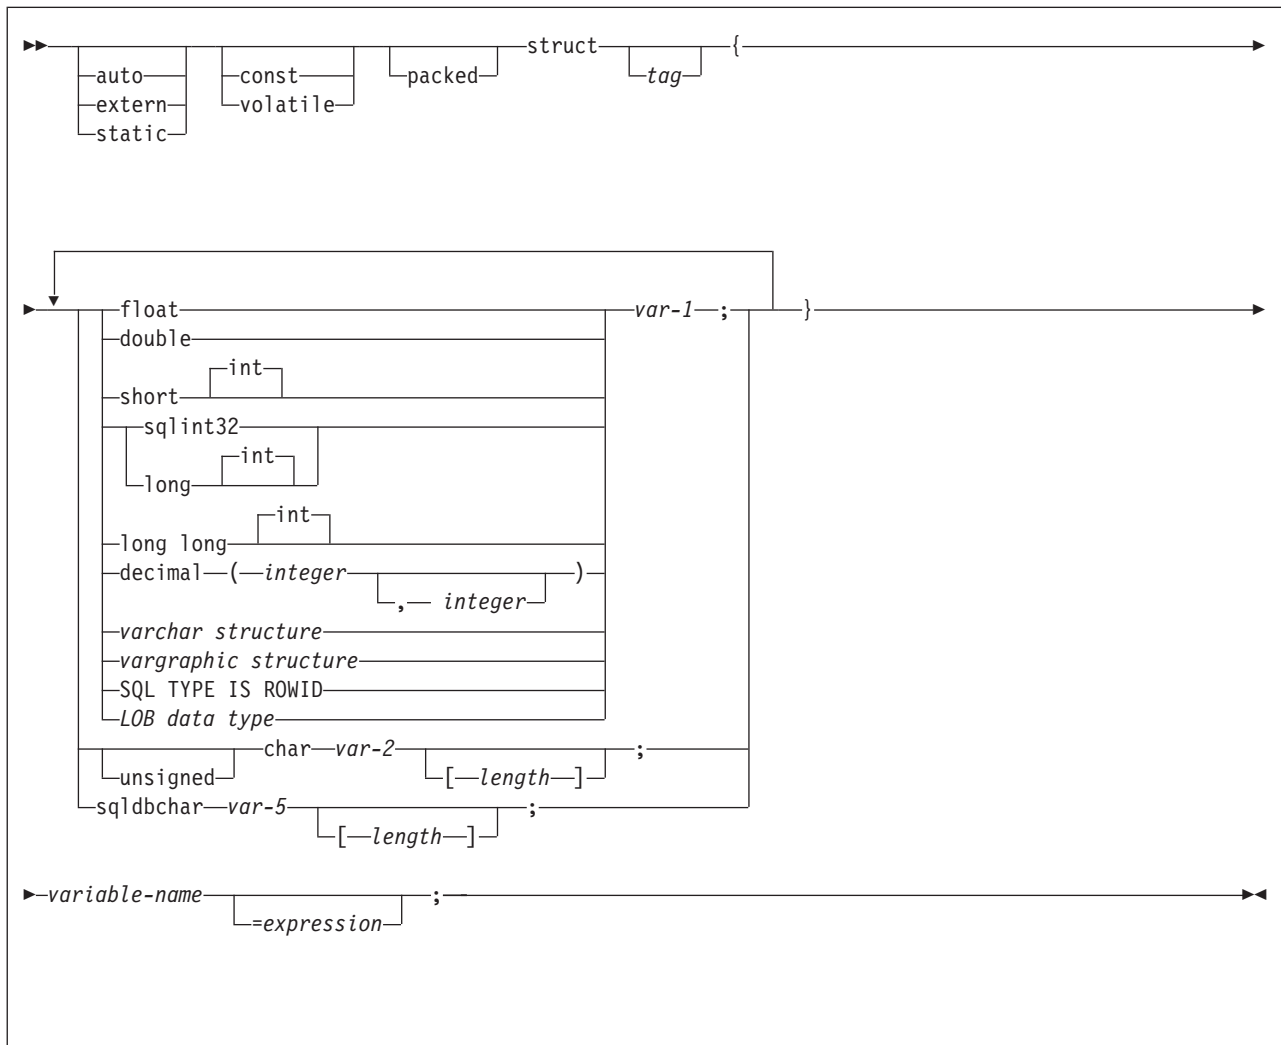 struct {
auto const packed tag
extern volatile
static
float var-1 ; }
double
int
short
sqlint32
int
long
int
long long
decimal ( integer )
, integer
varchar structure
vargraphic structure
SQL TYPE IS ROWID
LOB data type
char var-2 ;
unsigned [ length ]
sqldbchar var-5 ;
[ length ]
variable-name ;
=expression